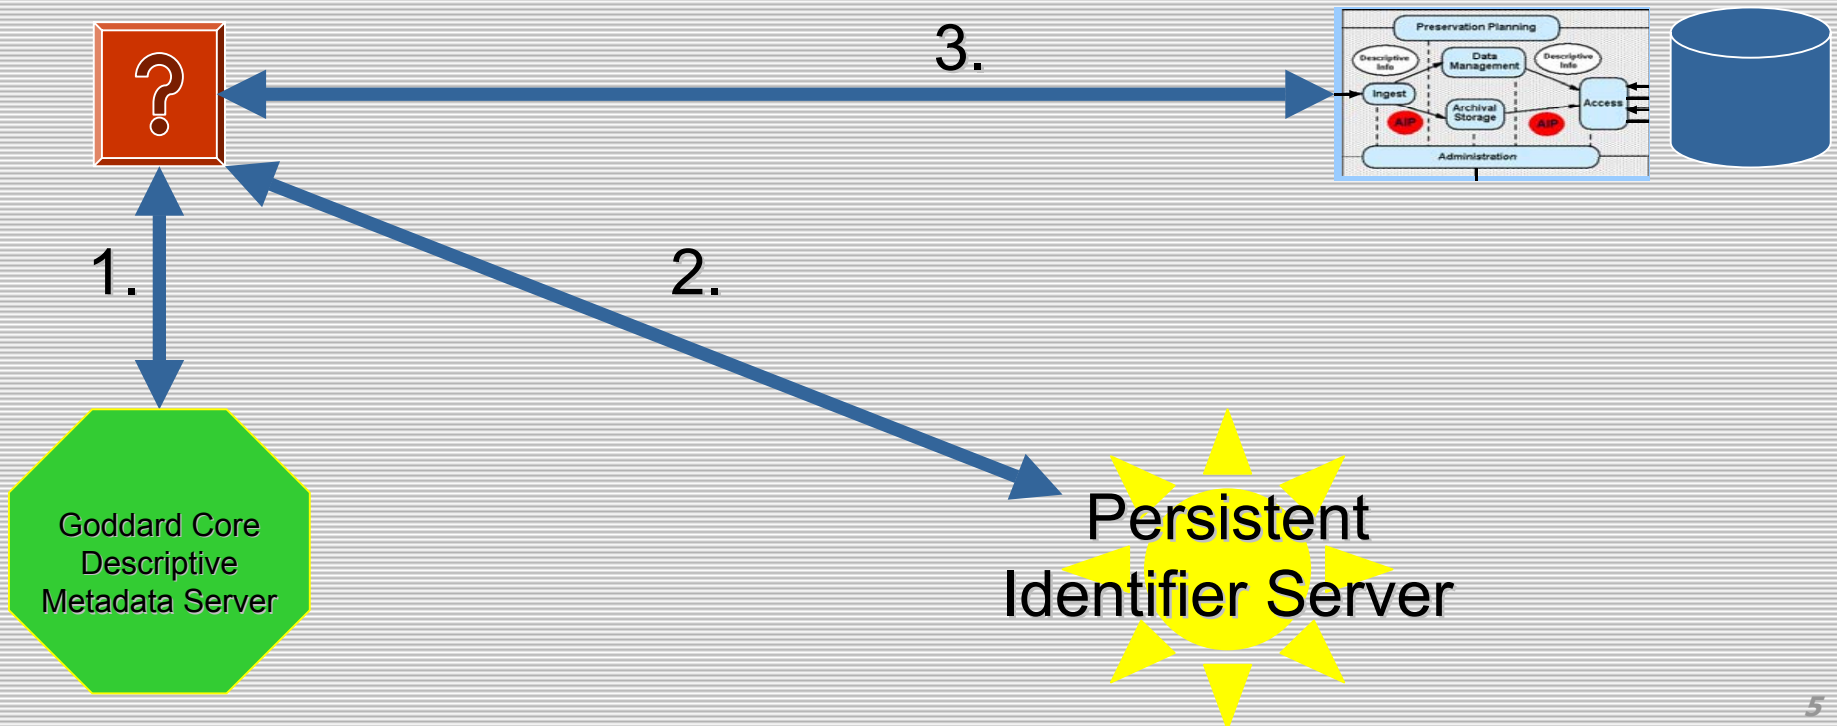 ?
3.
Preservation Planning
Descriptive
Info
Data
Management
Descriptive
Info
Ingest
Archival
Storage
Access
AIP
AIP
Administration
1.
2.
Goddard Core
Descriptive
Metadata Server
Persistent
Identifier Server
5